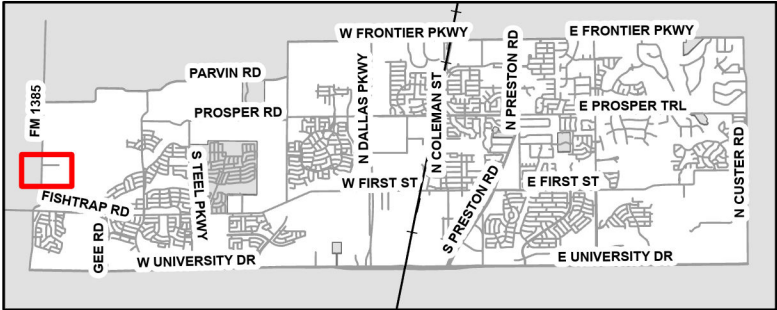 W FRONTIER PKWY
E FRONTIER PKWY
PARVIN RD
PROSPER RD
FM 1385
N DALLAS PKWY
N COLEMAN ST
N PRESTON RD
E PROSPER TRL
S TEEL PKWY
W FIRST ST
E FIRST ST
N CUSTER RD
FISHTRAP RD
GEE RD
S PRESTON RD
W UNIVERSITY DR
E UNIVERSITY DR